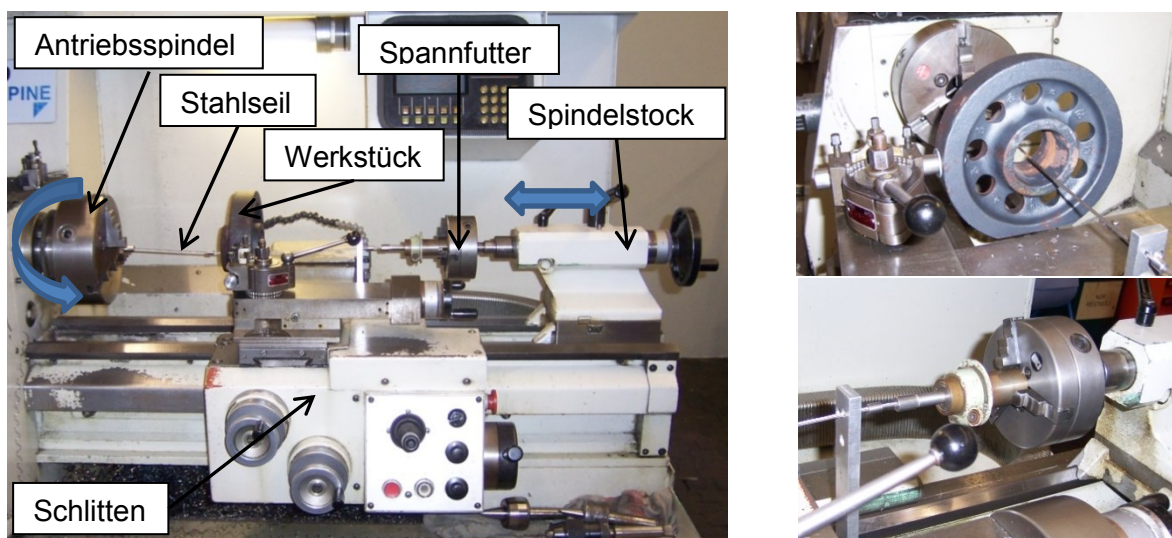 Antriebsspindel
Spannfutter
PINE
Stahlseil
Spindelstock
Werkstück
Schlitten